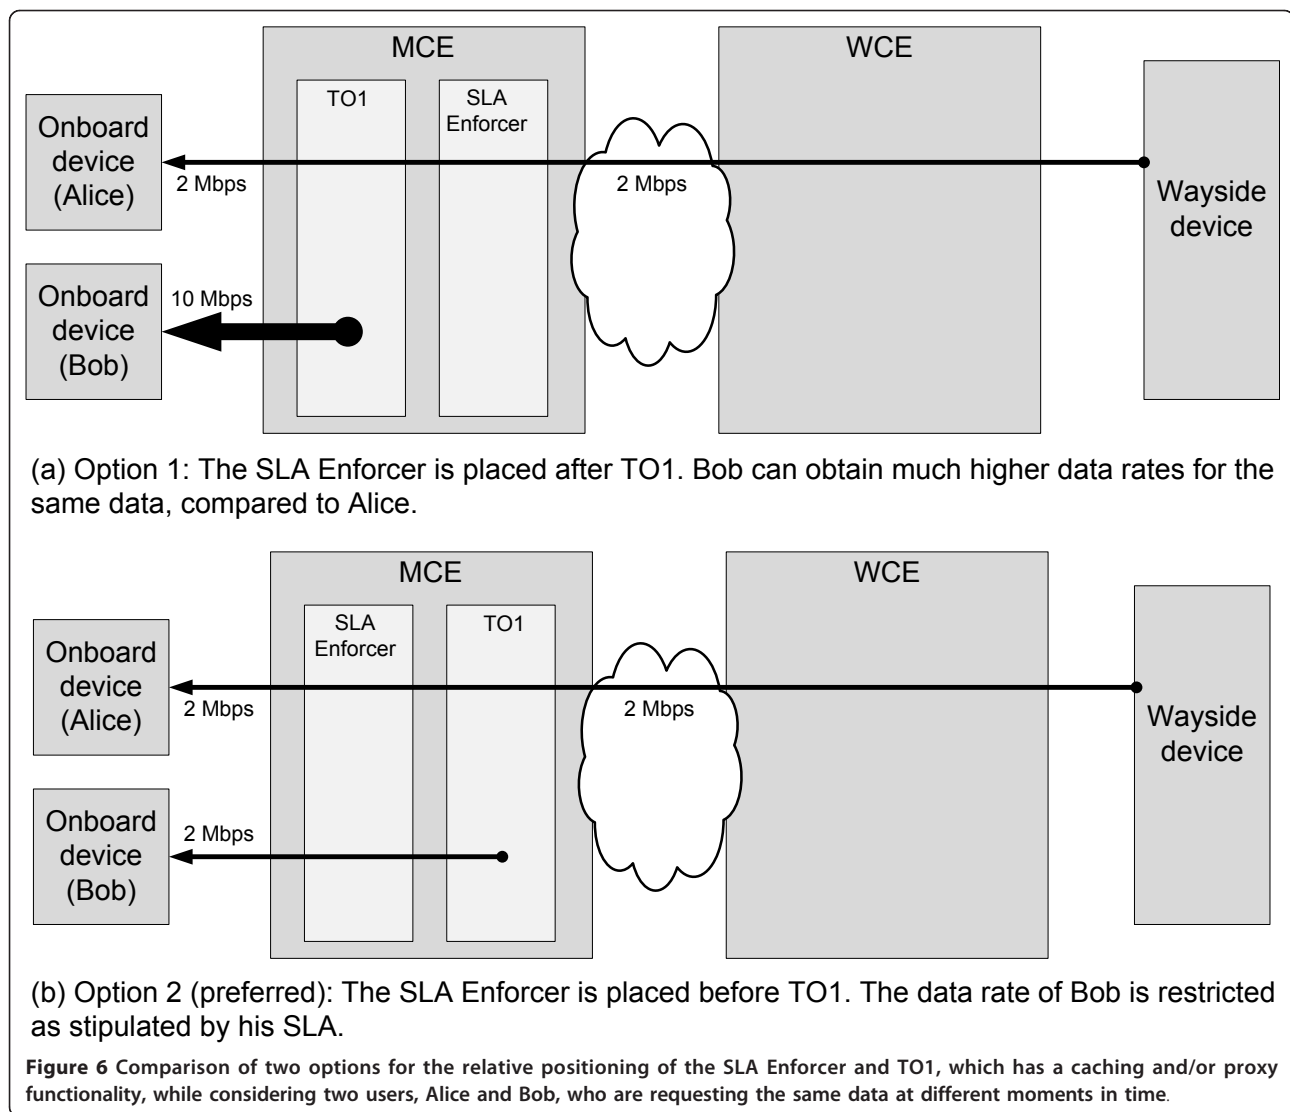 MCE
WCE
TO1
SLA
Enforcer
Onboard
device
(Alice)
2 Mbps
2 Mbps
Wayside
device
Onboard
device
(Bob)
10 Mbps
(a) Option 1: The SLA Enforcer is placed after TO1. Bob can obtain much higher data rates for the
same data, compared to Alice.
MCE
WCE
SLA
Enforcer
TO1
Onboard
device
(Alice)
2 Mbps
2 Mbps
Wayside
device
Onboard
device
(Bob)
2 Mbps
(b) Option 2 (preferred): The SLA Enforcer is placed before TO1. The data rate of Bob is restricted
as stipulated by his SLA.
Figure 6 Comparison of two options for the relative positioning of the SLA Enforcer and TO1, which has a caching and/or proxy
functionality, while considering two users, Alice and Bob, who are requesting the same data at different moments in time.